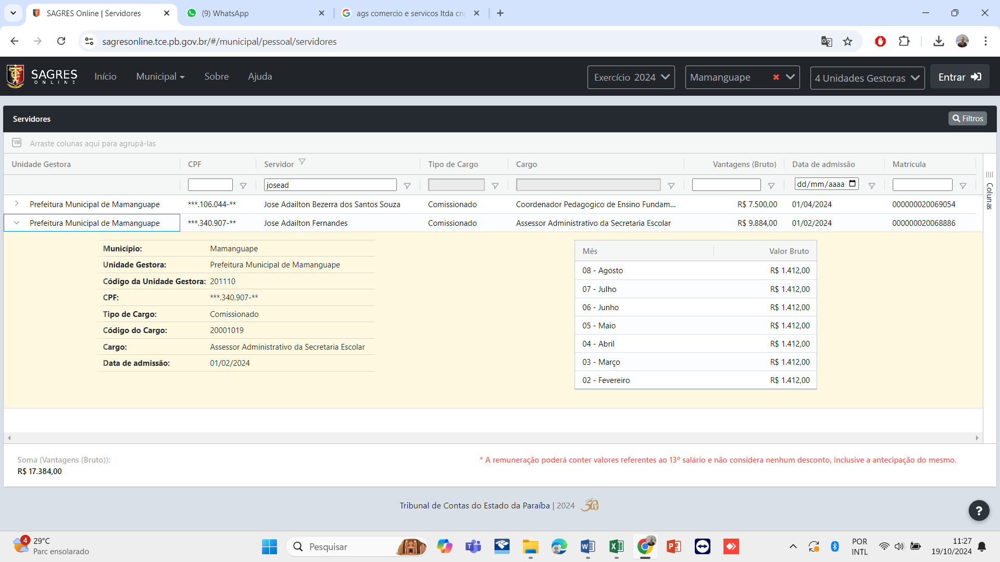 SAGRES Online | Servidores
(9) WhatsApp
ags comercio e servicos ltda cn
sagresonline.tce.pb.gov.br/#/municipal/pessoal/servidores
SAGRES
ONLINE
Início
Municipal
Sobre
Ajuda
Exercício 2024
Mamanguape
4 Unidades Gestoras
Entrar
Servidores
Filtros
Arraste colunas aqui para agrupá-las
Unidade Gestora CPF Servidor Tipo de Cargo Cargo Vantagens (Bruto) Data de admissão Matrícula
josead dd/mm/aaaa
Colunas
Prefeitura Municipal de Mamanguape ***.106.044-** Jose Adailton Bezerra dos Santos Souza Comissionado Coordenador Pedagogico de Ensino Fundam... R$ 7.500,00 01/04/2024 000000020069054
Prefeitura Municipal de Mamanguape ***.340.907-** Jose Adailton Fernandes Comissionado Assessor Administrativo da Secretaria Escolar R$ 9.884,00 01/02/2024 000000020068886
Município: Mamanguape
Unidade Gestora: Prefeitura Municipal de Mamanguape
Código da Unidade Gestora: 201110
CPF: ***.340.907-**
Tipo de Cargo: Comissionado
Código do Cargo: 20001019
Cargo: Assessor Administrativo da Secretaria Escolar
Data de admissão: 01/02/2024
Mês Valor Bruto
08 - Agosto R$ 1.412,00
07 - Julho R$ 1.412,00
06 - Junho R$ 1.412,00
05 - Maio R$ 1.412,00
04 - Abril R$ 1.412,00
03 - Março R$ 1.412,00
02 - Fevereiro R$ 1.412,00
Soma (Vantagens (Bruto)):
R$ 17.384,00
* A remuneração poderá conter valores referentes ao 13º salário e não considera nenhum desconto, inclusive a antecipação do mesmo.
Tribunal de Contas do Estado da Paraíba | 2024
50
?
4
29°C
Parc ensolarado
Pesquisar
POR
INTL
11:27
19/10/2024